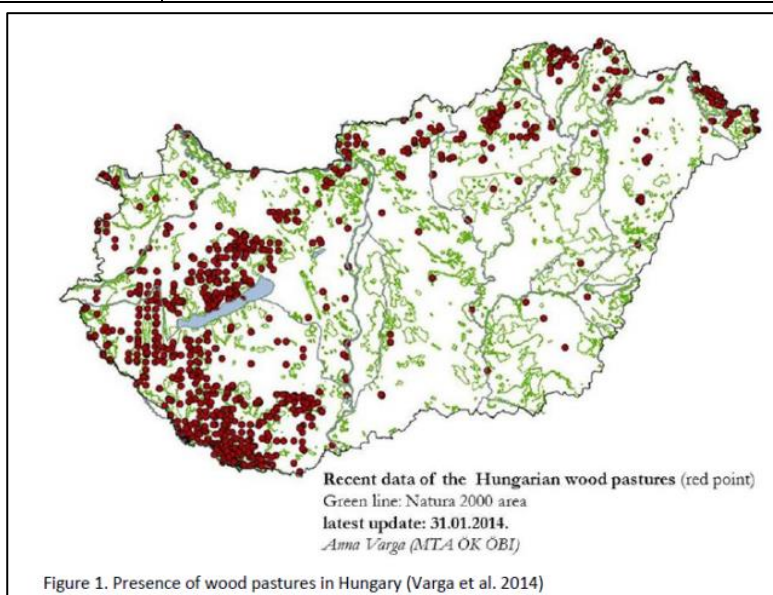 Recent data of the Hungarian wood pastures (red point)
Green line: Natura 2000 area
latest update: 31.01.2014.
Anna Varga (MTA ÖK ÖBI)
Figure 1. Presence of wood pastures in Hungary (Varga et al. 2014)